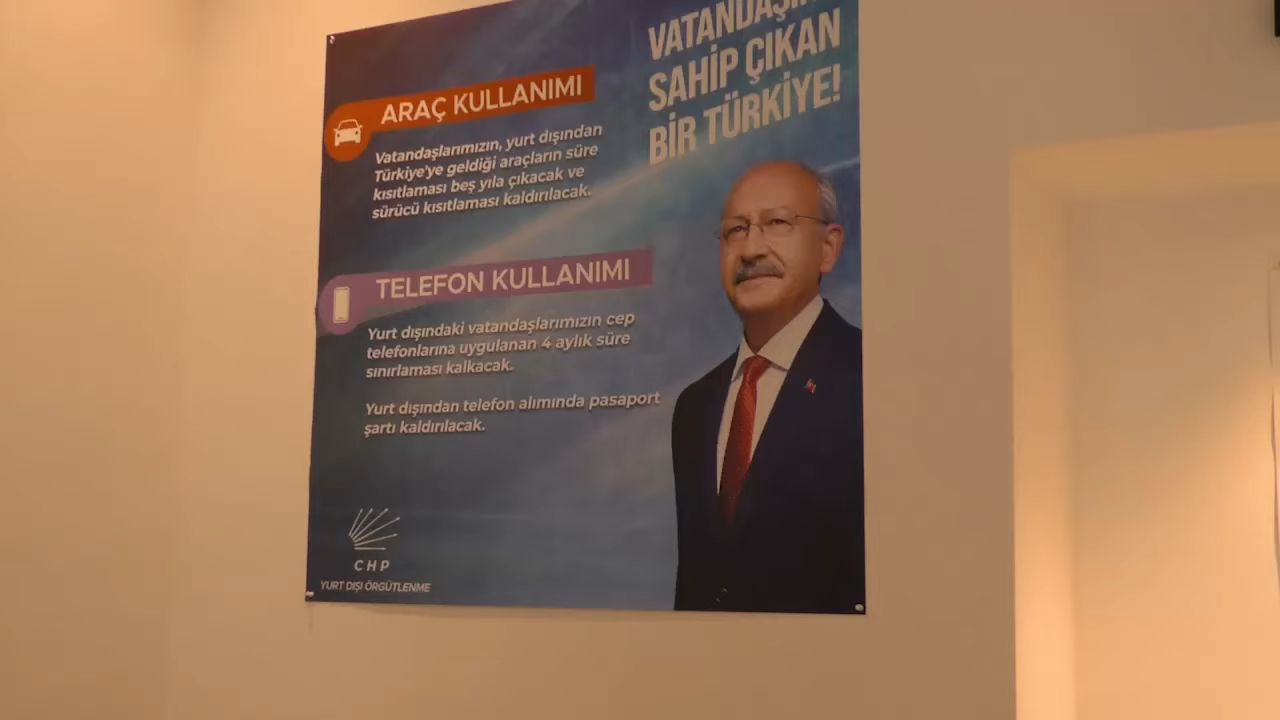 SAHİP ÇIKAN
BİR TÜRKİYE!
ARAÇ KULLANIMI
Vatandaşlarımızın, yurt dışından
Türkiye'ye geldiği araçların süre
kısıtlaması beş yıla çıkacak ve
sürücü kısıtlaması kaldırılacak.
TELEFON KULLANIMI
Yurt dışındaki vatandaşlarımızın cep
telefonlarına uygulanan 4 aylık süre
sınırlaması kalkacak.
Yurt dışından telefon alımında pasaport
şartı kaldırılacak.
CHP
YURT DIŞI ÖRGÜTLENME